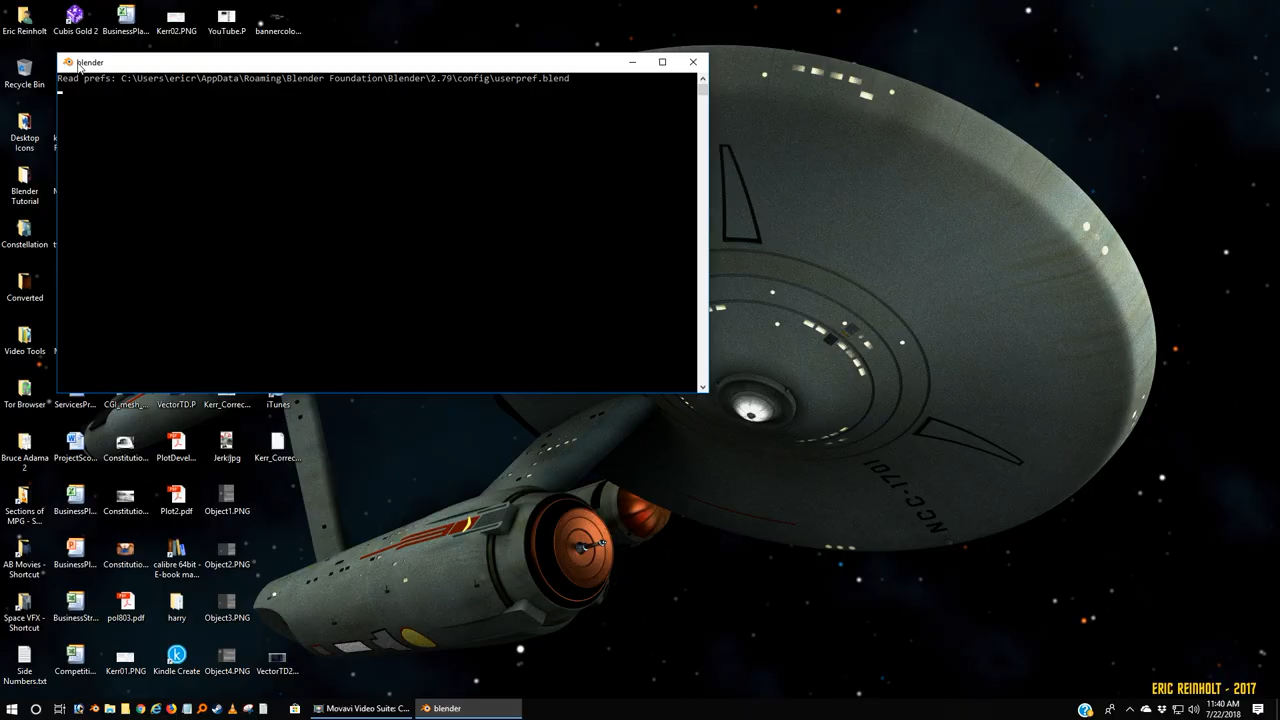 Eric Reinholt
Cubis Gold 2
BusinessPla...
Kerr02.PNG
YouTube.P
bannercolo...
Recycle Bin
blender
Read prefs: C:\Users\ericr\AppData\Roaming\Blender Foundation\Blender\2.79\config\userpref.blend
Desktop
Icons
Blender
Tutorial
Constellation
Converted
Video Tools
Tor Browser
ServicesPr...
CGI_mesh_...
VectorTD.P
Kerr_Correc...
iTunes
Bruce Adama
2
ProjectSco...
Constitutio...
PlotDevel...
Jerk.jpg
Kerr_Correc...
Sections of
MPG - S...
BusinessPl...
Constitutio...
Plot2.pdf
Object1.PNG
AB Movies -
Shortcut
BusinessPl...
Constitutio...
calibre 64bit -
E-book ma...
Object2.PNG
Space VFX -
Shortcut
BusinessStr...
pol803.pdf
harry
Object3.PNG
Side
Numbers.txt
Competiti...
Kerr01.PNG
Kindle Create
Object4.PNG
VectorTD2...
NCC-1701
ERIC REINHOLT - 2017
Movavi Video Suite: C...
blender
11:40 AM
7/22/2018